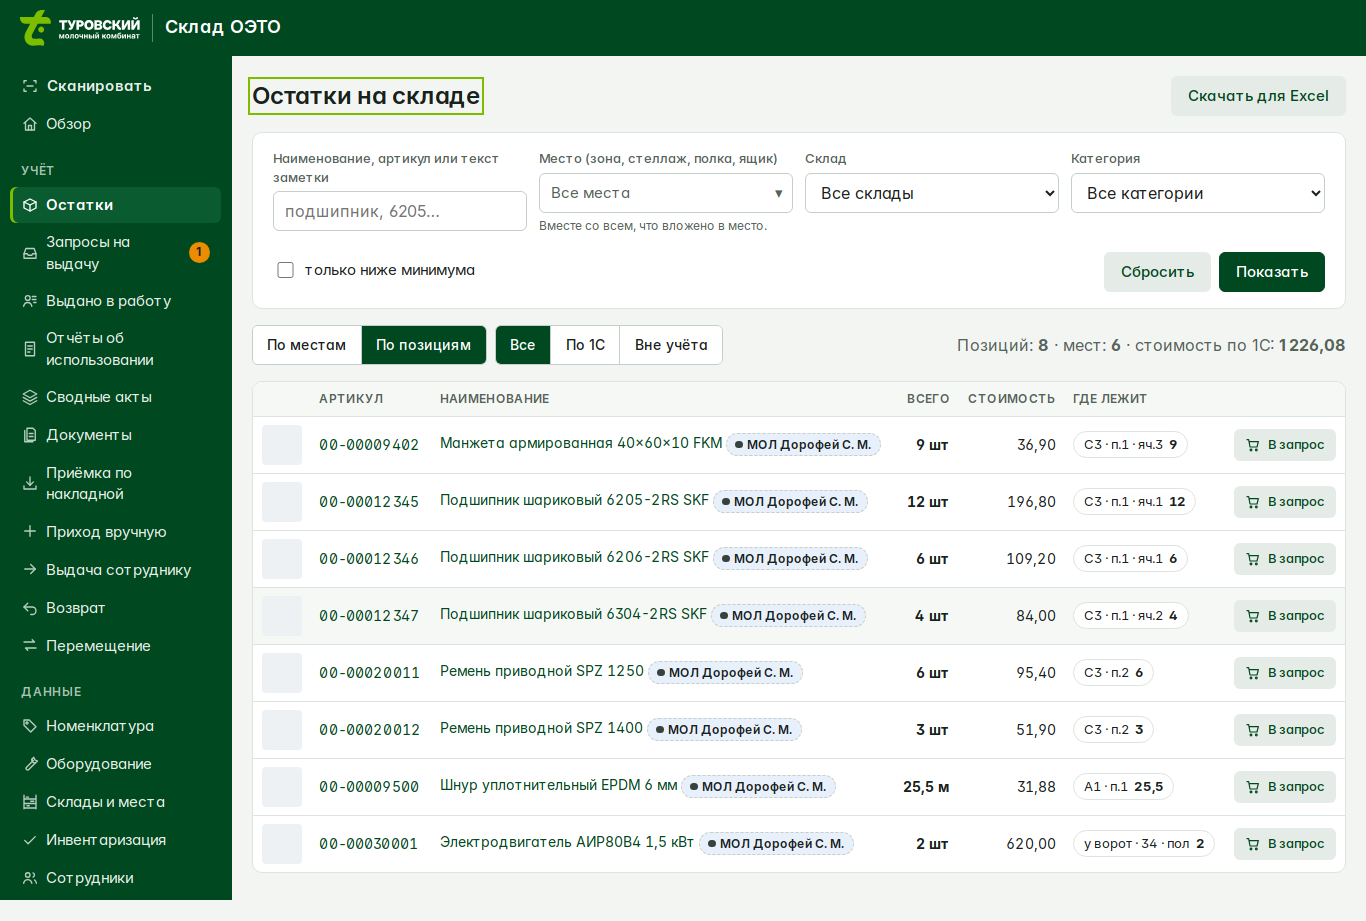 ТУРОВСКИЙ
молочный комбинат
Склад ОЭТО
Сканировать
Обзор
УЧЁТ
Остатки
Запросы на
выдачу
1
Выдано в работу
Отчёты об
использовании
Сводные акты
Документы
Приёмка по
накладной
Приход вручную
Выдача сотруднику
Возврат
Перемещение
ДАННЫЕ
Номенклатура
Оборудование
Склады и места
Инвентаризация
Сотрудники
Остатки на складе
Скачать для Excel
Наименование, артикул или текст
заметки
подшипник, 6205...
Место (зона, стеллаж, полка, ящик)
Все места
Вместе со всем, что вложено в место.
Склад
Все склады
Категория
Все категории
только ниже минимума
Сбросить
Показать
По местам
По позициям
Все
По 1С
Вне учёта
Позиций: 8 · мест: 6 · стоимость по 1С: 1 226,08
АРТИКУЛ НАИМЕНОВАНИЕ ВСЕГО СТОИМОСТЬ ГДЕ ЛЕЖИТ
00-00009402 Манжета армированная 40×60×10 FKM МОЛ Дорофей С. М. 9 шт 36,90 С3 · п.1 · яч.3 9 В запрос
00-00012345 Подшипник шариковый 6205-2RS SKF МОЛ Дорофей С. М. 12 шт 196,80 С3 · п.1 · яч.1 12 В запрос
00-00012346 Подшипник шариковый 6206-2RS SKF МОЛ Дорофей С. М. 6 шт 109,20 С3 · п.1 · яч.1 6 В запрос
00-00012347 Подшипник шариковый 6304-2RS SKF МОЛ Дорофей С. М. 4 шт 84,00 С3 · п.1 · яч.2 4 В запрос
00-00020011 Ремень приводной SPZ 1250 МОЛ Дорофей С. М. 6 шт 95,40 С3 · п.2 6 В запрос
00-00020012 Ремень приводной SPZ 1400 МОЛ Дорофей С. М. 3 шт 51,90 С3 · п.2 3 В запрос
00-00009500 Шнур уплотнительный EPDM 6 мм МОЛ Дорофей С. М. 25,5 м 31,88 А1 · п.1 25,5 В запрос
00-00030001 Электродвигатель АИР80В4 1,5 кВт МОЛ Дорофей С. М. 2 шт 620,00 у ворот · 34 · пол 2 В запрос